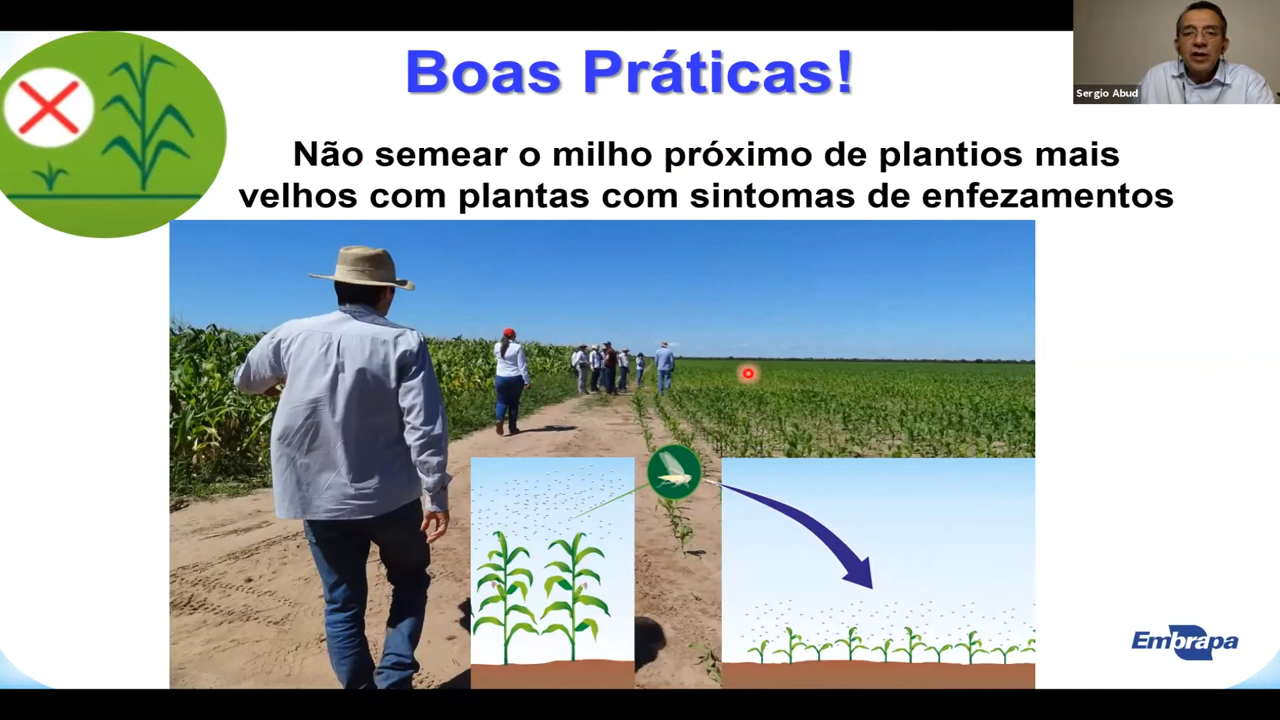 Boas Práticas!
Sergio Abud
Não semear o milho próximo de plantios mais
velhos com plantas com sintomas de enfezamentos
Embrapa